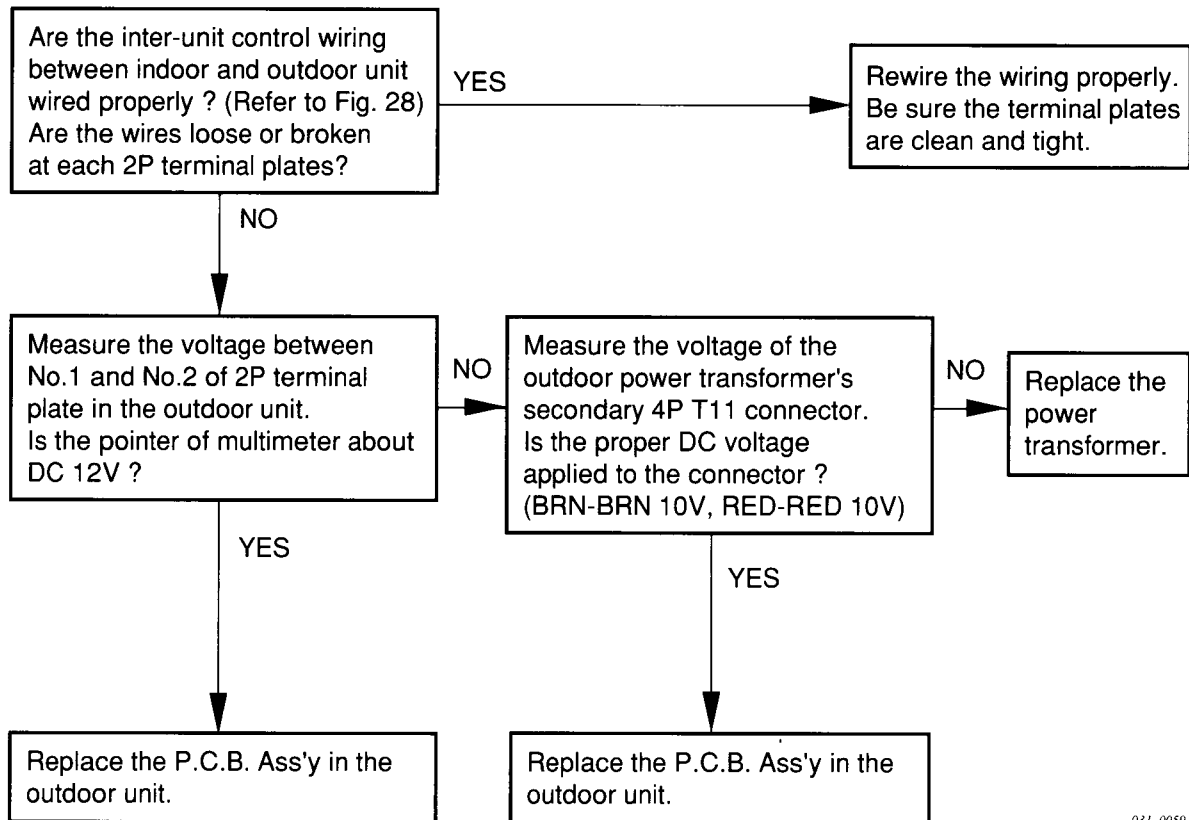 Are the inter-unit control wiring
between indoor and outdoor unit
wired properly ? (Refer to Fig. 28)
Are the wires loose or broken
at each 2P terminal plates?
YES
Rewire the wiring properly.
Be sure the terminal plates
are clean and tight.
NO
Measure the voltage between
No.1 and No.2 of 2P terminal
plate in the outdoor unit.
Is the pointer of multimeter about
DC 12V ?
NO
Measure the voltage of the
outdoor power transformer's
secondary 4P T11 connector.
Is the proper DC voltage
applied to the connector ?
(BRN-BRN 10V, RED-RED 10V)
NO
Replace the
power
transformer.
YES
YES
Replace the P.C.B. Ass'y in the
outdoor unit.
Replace the P.C.B. Ass'y in the
outdoor unit.